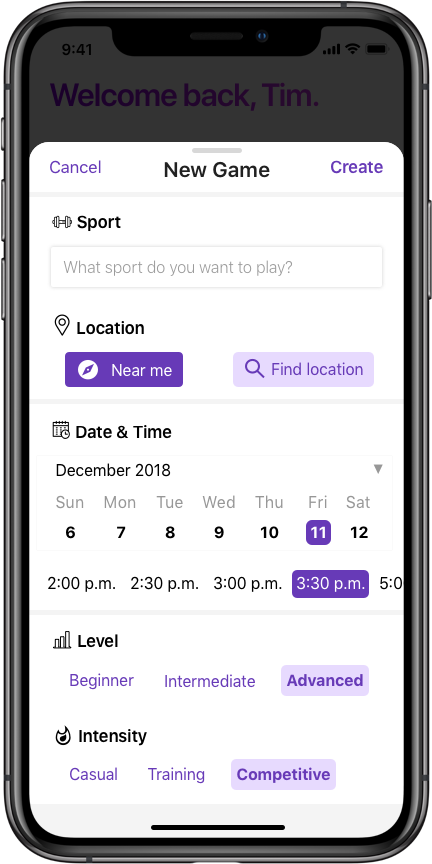 9:41
Welcome back, Tim.
Cancel New Game Create
Sport
What sport do you want to play?
Location
Near me Find location
Date & Time
December 2018
Sun Mon Tue Wed Thu Fri Sat
6 7 8 9 10 11 12
2:00 p.m. 2:30 p.m. 3:00 p.m. 3:30 p.m. 5:0
Level
Beginner Intermediate Advanced
Intensity
Casual Training Competitive